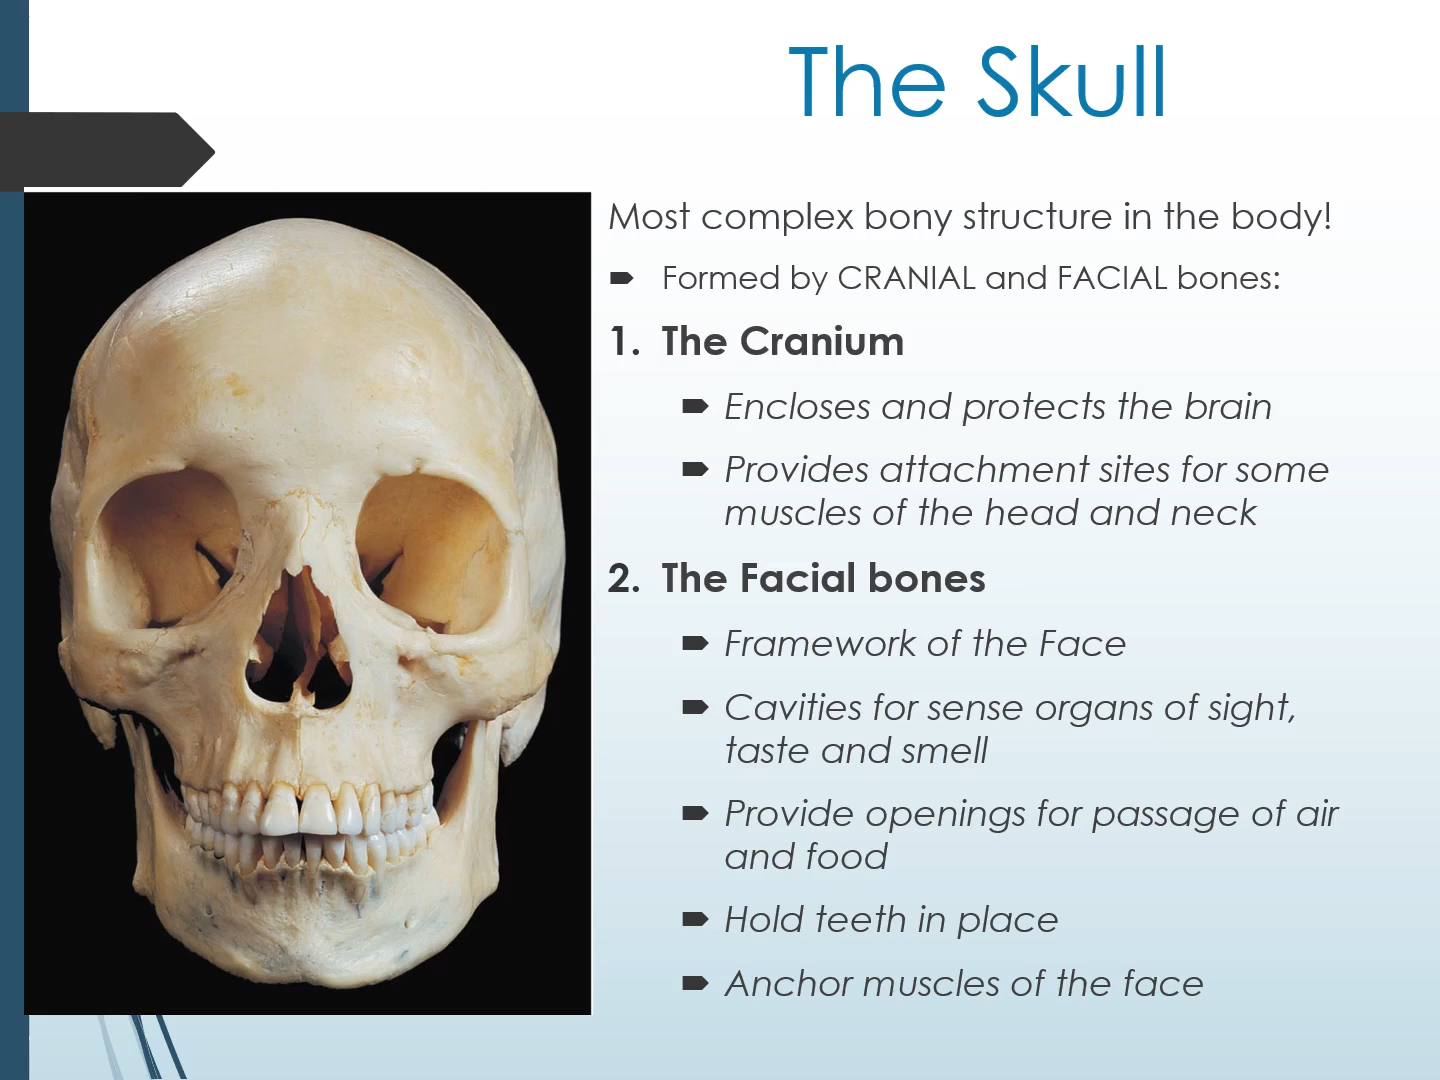 The Skull
Most complex bony structure in the body!
Formed by CRANIAL and FACIAL bones:
1. The Cranium
Encloses and protects the brain
Provides attachment sites for some
muscles of the head and neck
2. The Facial bones
Framework of the Face
Cavities for sense organs of sight,
taste and smell
Provide openings for passage of air
and food
Hold teeth in place
Anchor muscles of the face